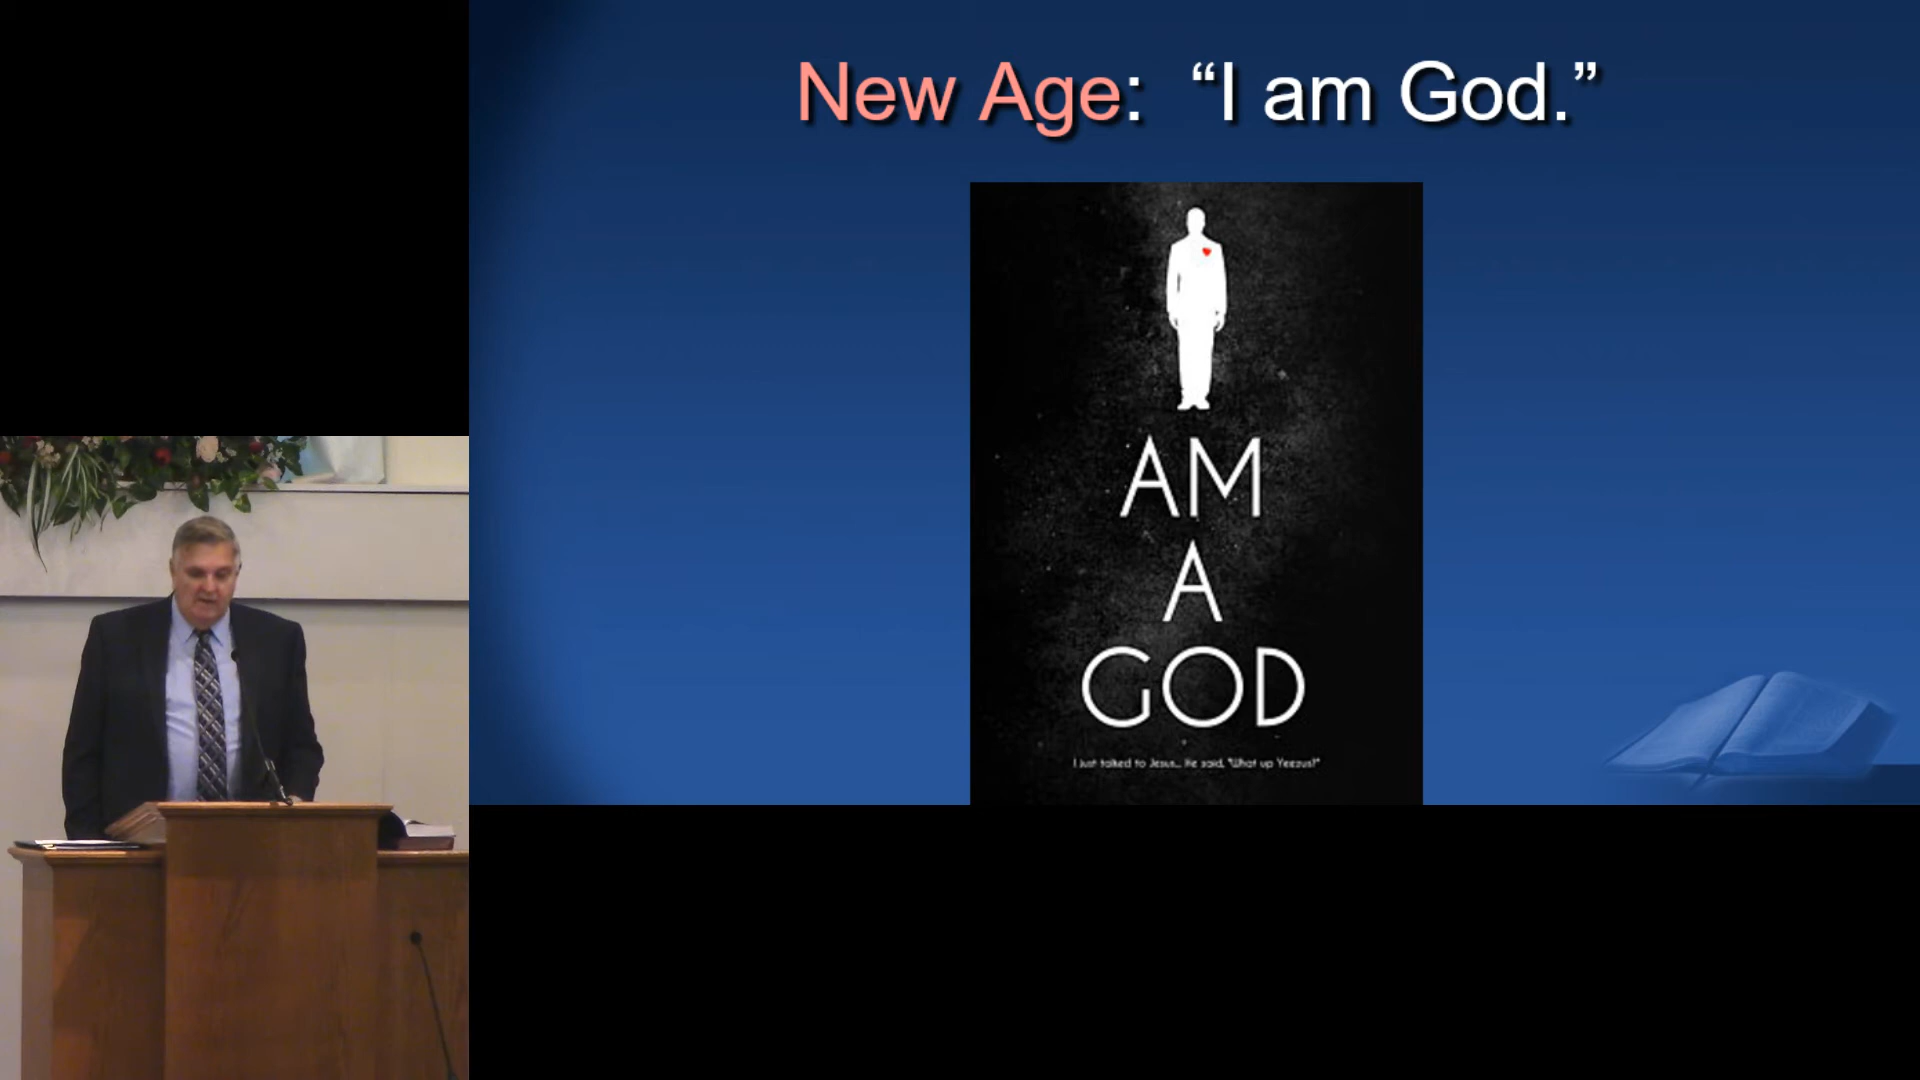 New Age: “I am God.”
AM
A
GOD
I just talked to Jesus... He said, "What up Yeezus?"